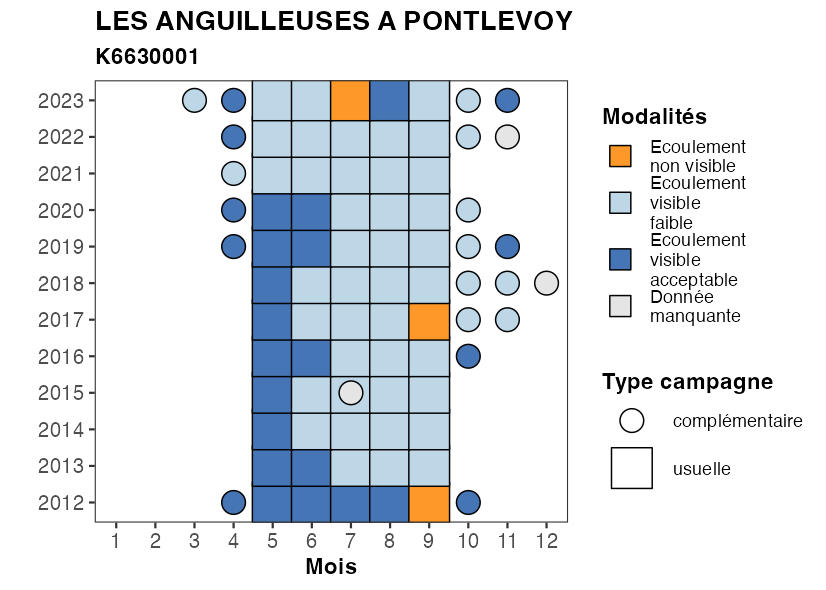 LES ANGUILLEUSES A PONTLEVOY
K6630001
2023
2022
2021
2020
2019
2018
2017
2016
2015
2014
2013
2012
1 2 3 4 5 6 7 8 9 10 11 12
Mois
Modalités
Ecoulement
non visible
Ecoulement
visible
faible
Ecoulement
visible
acceptable
Donnée
manquante
Type campagne
complémentaire
usuelle